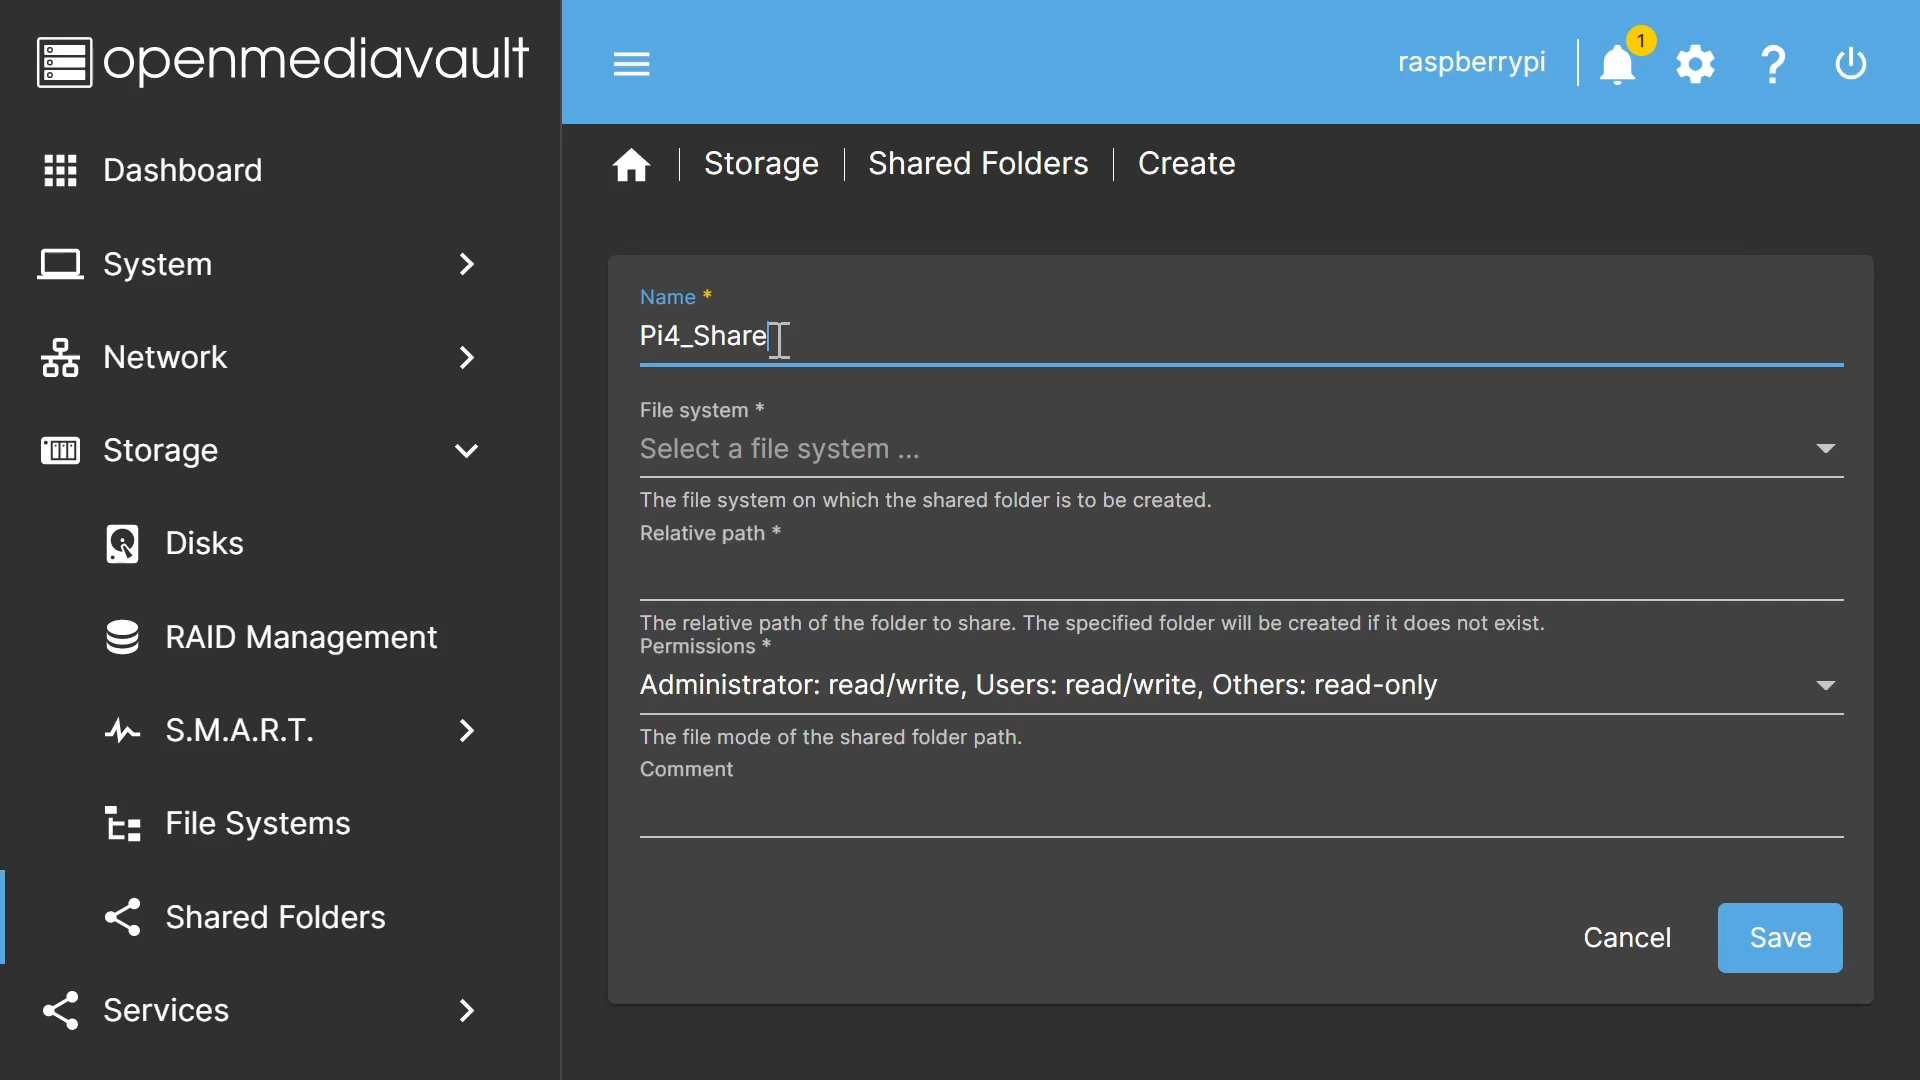 openmediavault
raspberrypi
1
?
Dashboard
System
Network
Storage
Disks
RAID Management
S.M.A.R.T.
File Systems
Shared Folders
Services
Storage | Shared Folders | Create
Name *
Pi4_Share
File system *
Select a file system ...
The file system on which the shared folder is to be created.
Relative path *
The relative path of the folder to share. The specified folder will be created if it does not exist.
Permissions *
Administrator: read/write, Users: read/write, Others: read-only
The file mode of the shared folder path.
Comment
Cancel
Save